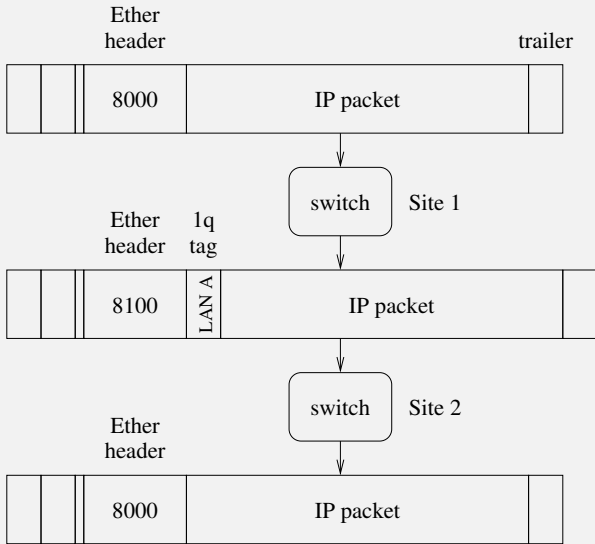 Ether
header
trailer
8000
IP packet
switch
Site 1
Ether
header
1q
tag
8100
LAN A
IP packet
switch
Site 2
Ether
header
8000
IP packet